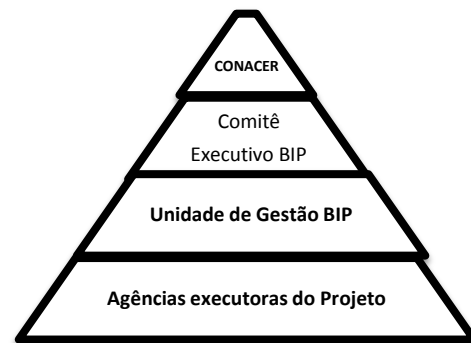 CONACER
Comitê
Executivo BIP
Unidade de Gestão BIP
Agências executoras do Projeto